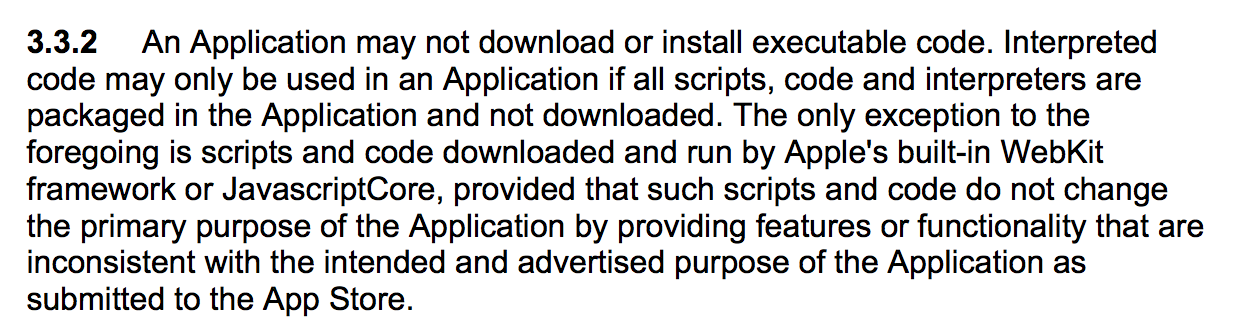 3.3.2 An Application may not download or install executable code. Interpreted
code may only be used in an Application if all scripts, code and interpreters are
packaged in the Application and not downloaded. The only exception to the
foregoing is scripts and code downloaded and run by Apple's built-in WebKit
framework or JavascriptCore, provided that such scripts and code do not change
the primary purpose of the Application by providing features or functionality that are
inconsistent with the intended and advertised purpose of the Application as
submitted to the App Store.